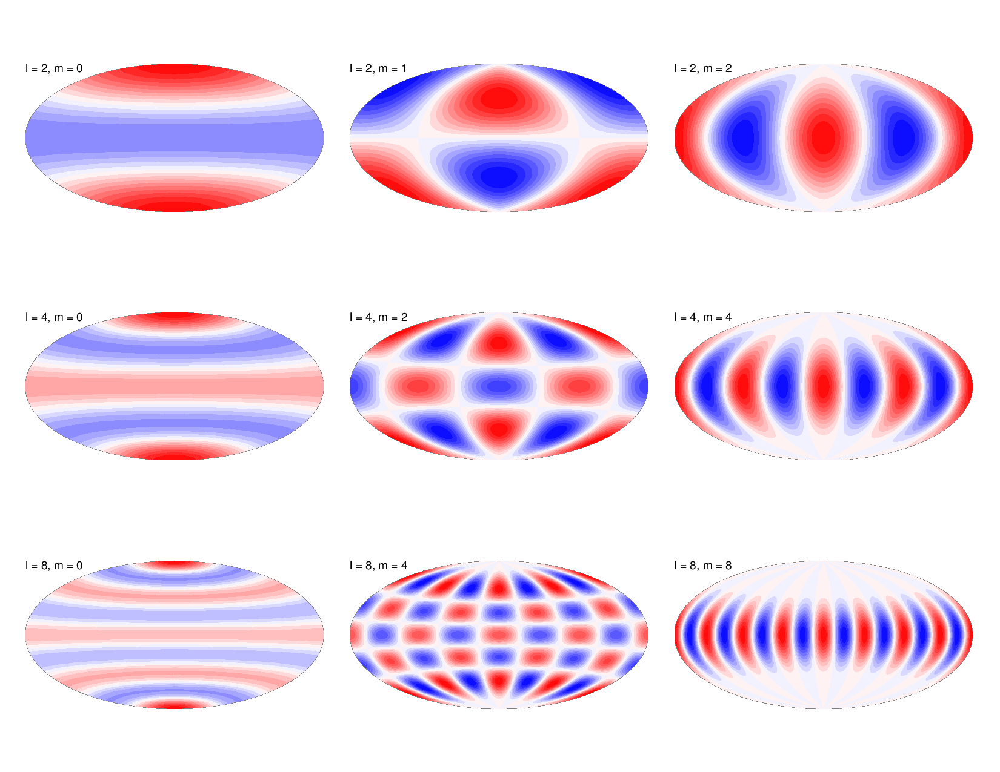 l = 2, m = 0
l = 2, m = 1
l = 2, m = 2
l = 4, m = 0
l = 4, m = 2
l = 4, m = 4
l = 8, m = 0
l = 8, m = 4
l = 8, m = 8